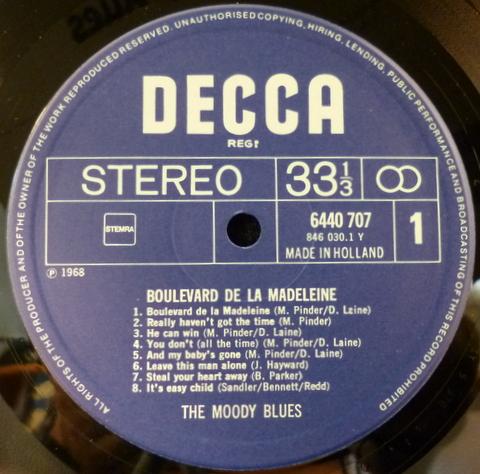 ALL RIGHTS OF THE PRODUCER AND OF THE OWNER OF THE WORK REPRODUCED RESERVED. UNAUTHORISED COPYING, HIRING, LENDING, PUBLIC PERFORMANCE AND BROADCASTING OF THIS RECORD PROHIBITED
DECCA
REGᵈ
STEREO
33⅓
STEMRA
6440 707
846 030.1 Y
MADE IN HOLLAND
1
℗ 1968
BOULEVARD DE LA MADELEINE
1. Boulevard de la Madeleine (M. Pinder/D. Laine)
2. Really haven't got the time (M. Pinder)
3. He can win (M. Pinder/D. Laine)
4. You don't (all the time) (M. Pinder/D. Laine)
5. And my baby's gone (M. Pinder/D. Laine)
6. Leave this man alone (J. Hayward)
7. Steal your heart away (B. Parker)
8. It's easy child (Sandler/Bennett/Redd)
THE MOODY BLUES